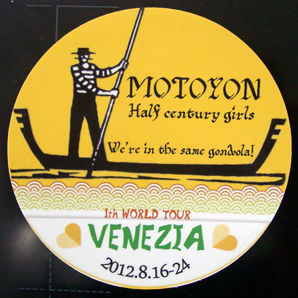 MOTOYON
Half century girls
We're in the same gondola!
1th WORLD TOUR
VENEZIA
2012.8.16-24